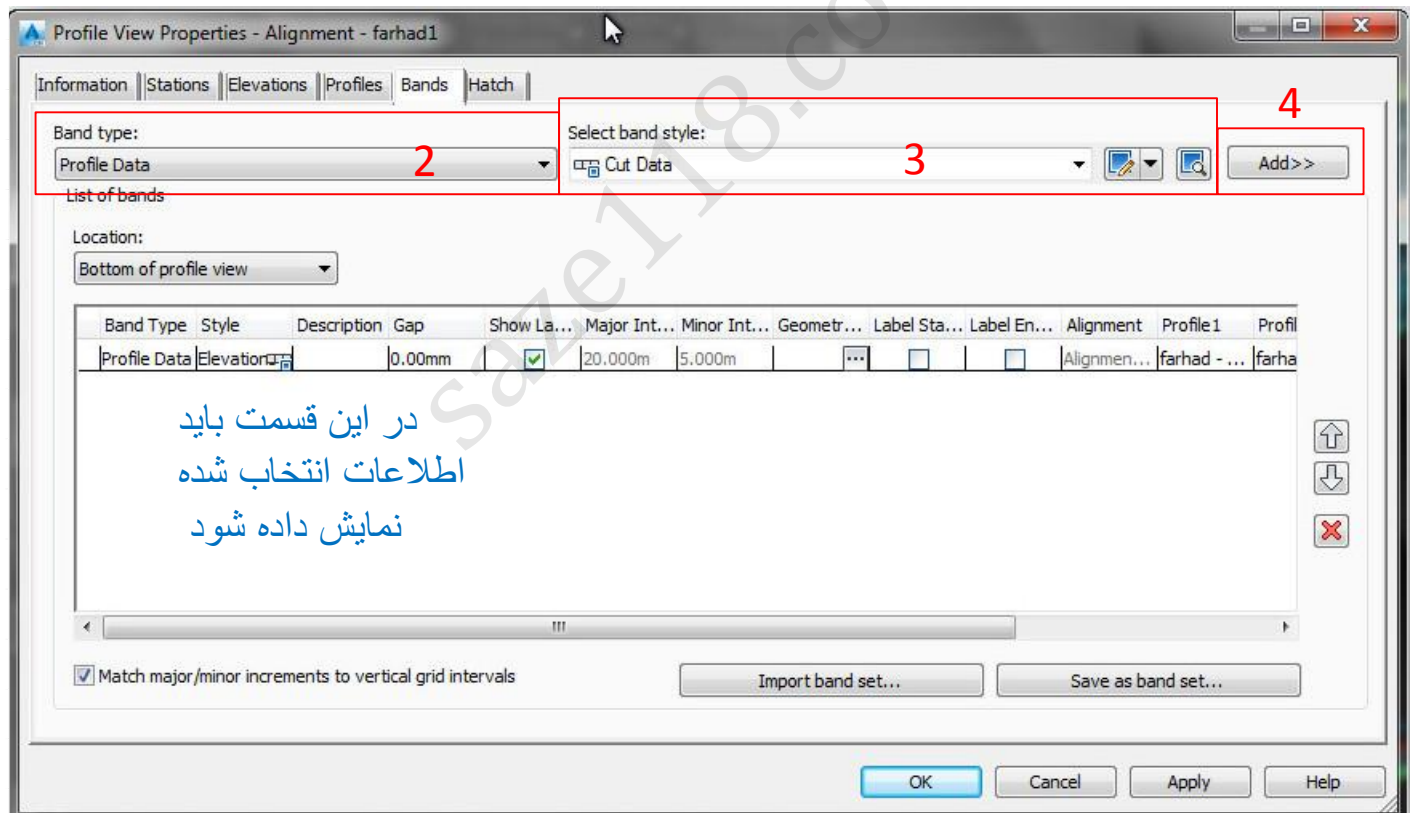 Profile View Properties - Alignment - farhad1
Information Stations Elevations Profiles Bands Hatch
4
Band type:
Select band style:
Profile Data
2
Cut Data
3
Add>>
List of bands
Location:
Bottom of profile view
Band Type Style Description Gap Show La... Major Int... Minor Int... Geometr... Label Sta... Label En... Alignment Profile1 Profil
Profile Data Elevation 0.00mm 20.000m 5.000m ... Alignmen... farhad - ... farha
در این قسمت باید
اطلاعات انتخاب شده
نمایش داده شود
Match major/minor increments to vertical grid intervals
Import band set...
Save as band set...
OK Cancel Apply Help
saze118.co